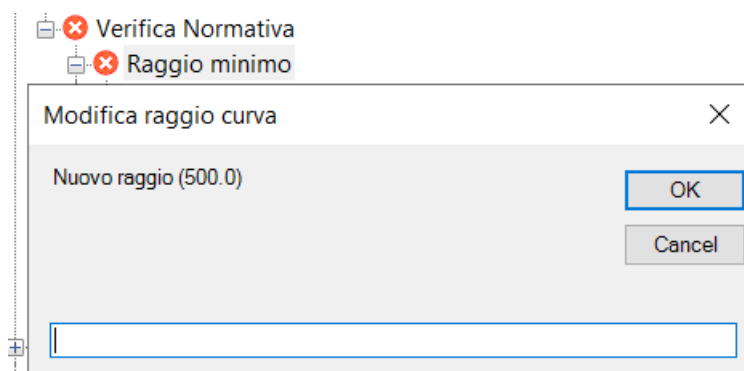 Verifica Normativa
Raggio minimo
Modifica raggio curva
Nuovo raggio (500.0)
OK
Cancel